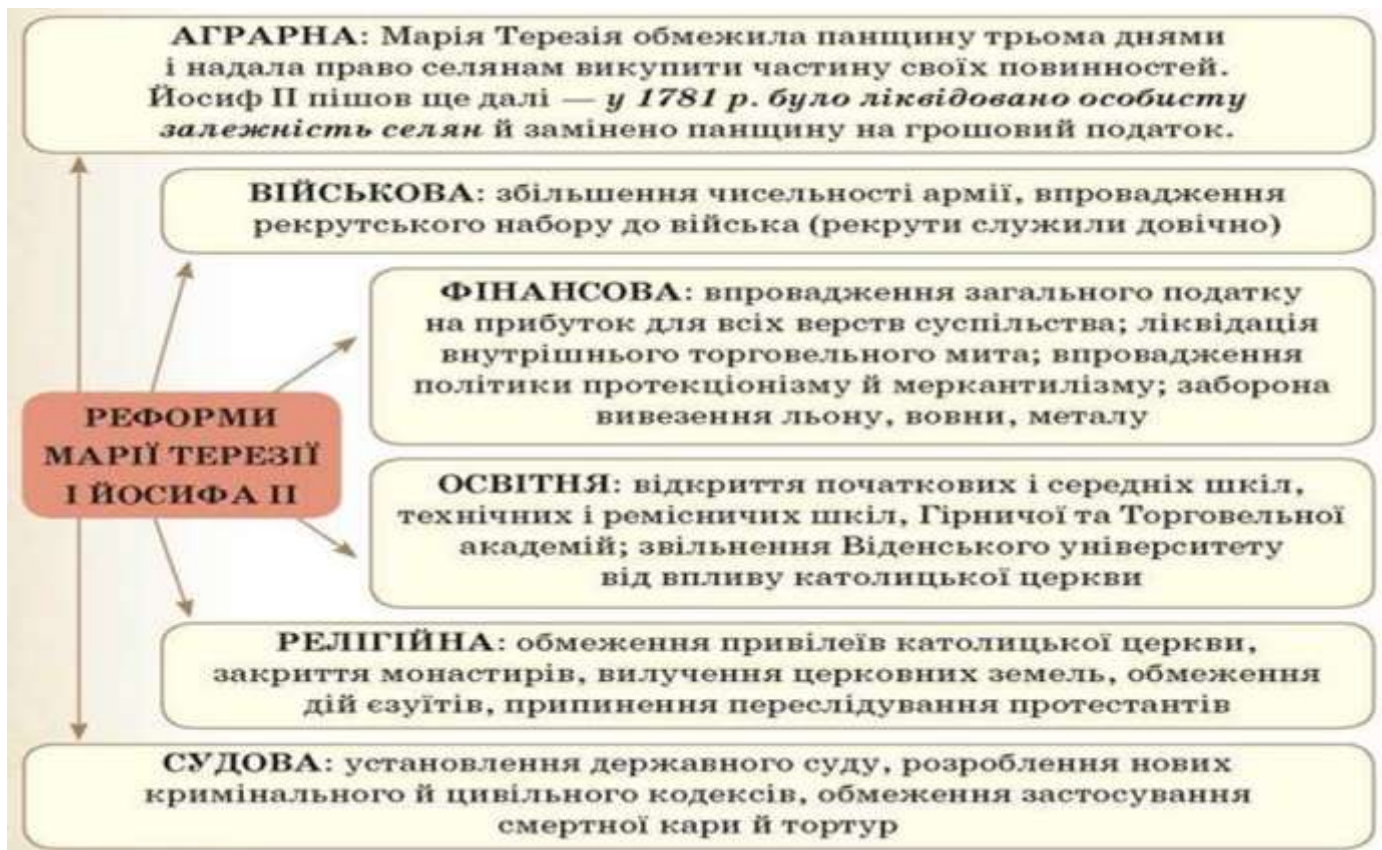 АГРАРНА: Марія Терезія обмежила панщину трьома днями
і надала право селянам викупити частину своїх повинностей.
Йосиф II пішов ще далі — у 1781 р. було ліквідовано особисту
залежність селян й замінено панщину на грошовий податок.
ВІЙСЬКОВА: збільшення чисельності армії, впровадження
рекрутського набору до війська (рекрути служили довічно)
ФІНАНСОВА: впровадження загального податку
на прибуток для всіх верств суспільства; ліквідація
внутрішнього торговельного мита; впровадження
політики протекціонізму й меркантилізму; заборона
вивезення льону, вовни, металу
РЕФОРМИ
МАРІЇ ТЕРЕЗІЇ
І ЙОСИФА II
ОСВІТНЯ: відкриття початкових і середніх шкіл,
технічних і ремісничих шкіл, Гірничої та Торговельної
академій; звільнення Віденського університету
від впливу католицької церкви
РЕЛІГІЙНА: обмеження привілеїв католицької церкви,
закриття монастирів, вилучення церковних земель, обмеження
дій єзуїтів, припинення переслідування протестантів
СУДОВА: установлення державного суду, розроблення нових
кримінального й цивільного кодексів, обмеження застосування
смертної кари й тортур